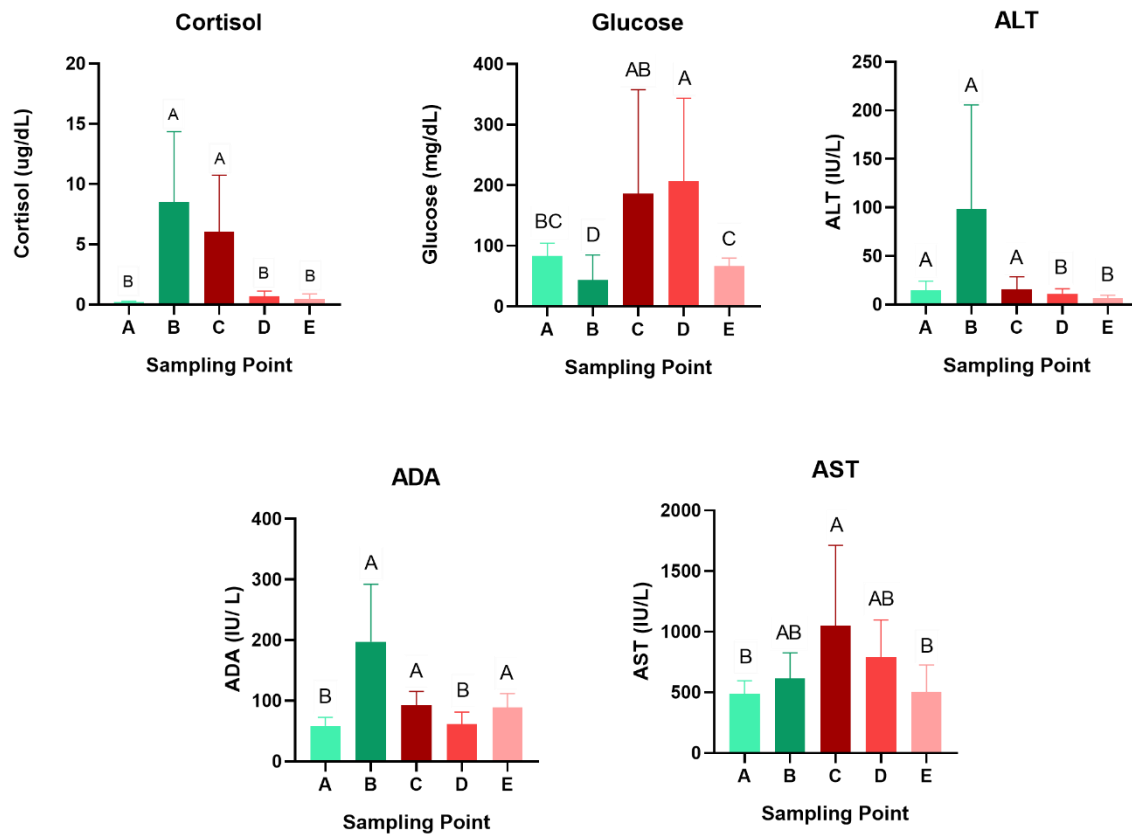 Cortisol
Cortisol (ug/dL)
20
15
10
5
0
B
A
A
B
B
A B C D E
Sampling Point
Glucose
Glucose (mg/dL)
400
300
200
100
0
BC
D
AB
A
C
A B C D E
Sampling Point
ALT
ALT (IU/L)
250
200
150
100
50
0
A
A
A
B
B
A B C D E
Sampling Point
ADA
ADA (IU/ L)
400
300
200
100
0
B
A
A
B
A
A B C D E
Sampling Point
AST
AST (IU/L)
2000
1500
1000
500
0
B
AB
A
AB
B
A B C D E
Sampling Point